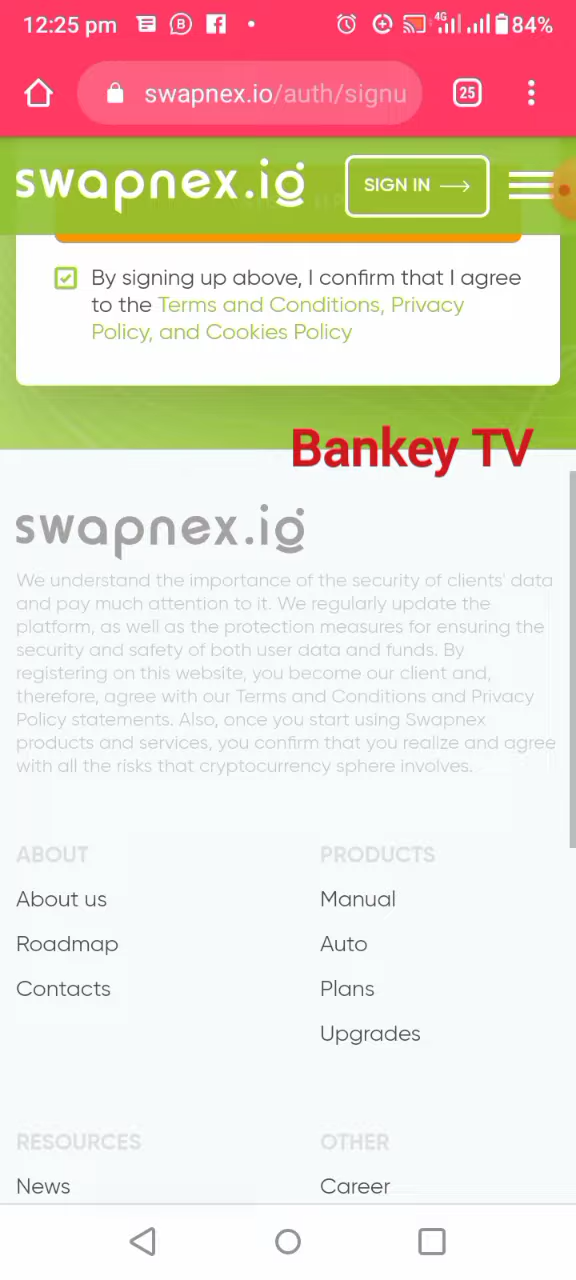 12:25 pm 4G 84%
swapnex.io/auth/signu 25
swapnex.io SIGN IN
By signing up above, I confirm that I agree
to the Terms and Conditions, Privacy
Policy, and Cookies Policy
Bankey TV
swapnex.io
We understand the importance of the security of clients' data
and pay much attention to it. We regularly update the
platform, as well as the protection measures for ensuring the
security and safety of both user data and funds. By
registering on this website, you become our client and,
therefore, agree with our Terms and Conditions and Privacy
Policy statements. Also, once you start using Swapnex
products and services, you confirm that you realize and agree
with all the risks that cryptocurrency sphere involves.
ABOUT PRODUCTS
About us Manual
Roadmap Auto
Contacts Plans
Upgrades
RESOURCES OTHER
News Career